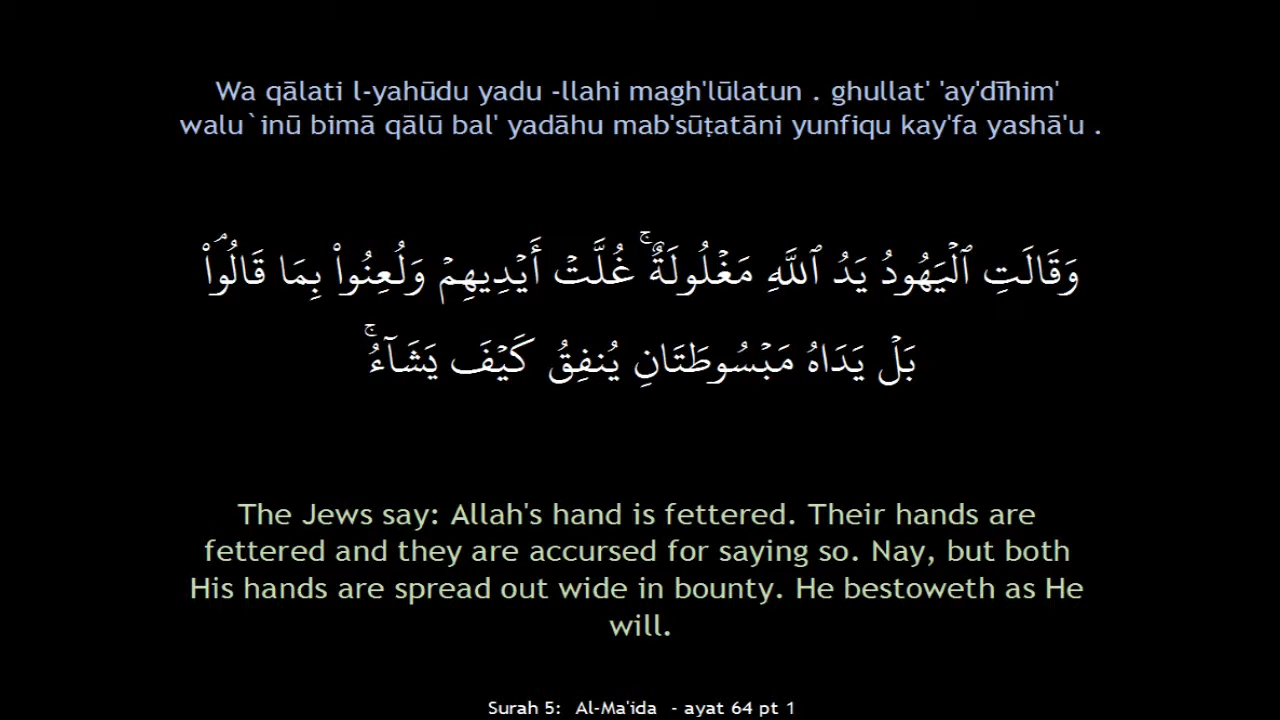 Wa qālati l-yahūdu yadu -llahi magh'lūlatun . ghullat' 'ay'dīhim'
walu`inū bimā qālū bal' yadāhu mab'sūṭatāni yunfiqu kay'fa yashā'u .
وَقَالَتِ ٱلْيَهُودُ يَدُ ٱللَّهِ مَغْلُولَةٌ ۚ غُلَّتْ أَيْدِيهِمْ وَلُعِنُوا۟ بِمَا قَالُوا۟ ۘ
بَلْ يَدَاهُ مَبْسُوطَتَانِ يُنفِقُ كَيْفَ يَشَآءُ ۚ
The Jews say: Allah's hand is fettered. Their hands are
fettered and they are accursed for saying so. Nay, but both
His hands are spread out wide in bounty. He bestoweth as He
will.
Surah 5: Al-Ma'ida - ayat 64 pt 1